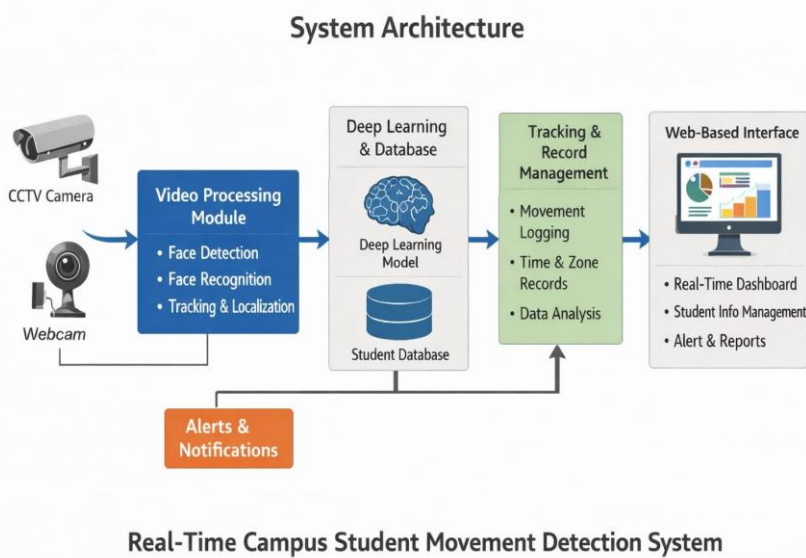 System Architecture
CCTV Camera
Webcam
Video Processing
Module
• Face Detection
• Face Recognition
• Tracking & Localization
Deep Learning
& Database
Deep Learning
Model
Student Database
Tracking &
Record
Management
• Movement
Logging
• Time & Zone
Records
• Data Analysis
Web-Based Interface
• Real-Time Dashboard
• Student Info Management
• Alert & Reports
Alerts &
Notifications
Real-Time Campus Student Movement Detection System